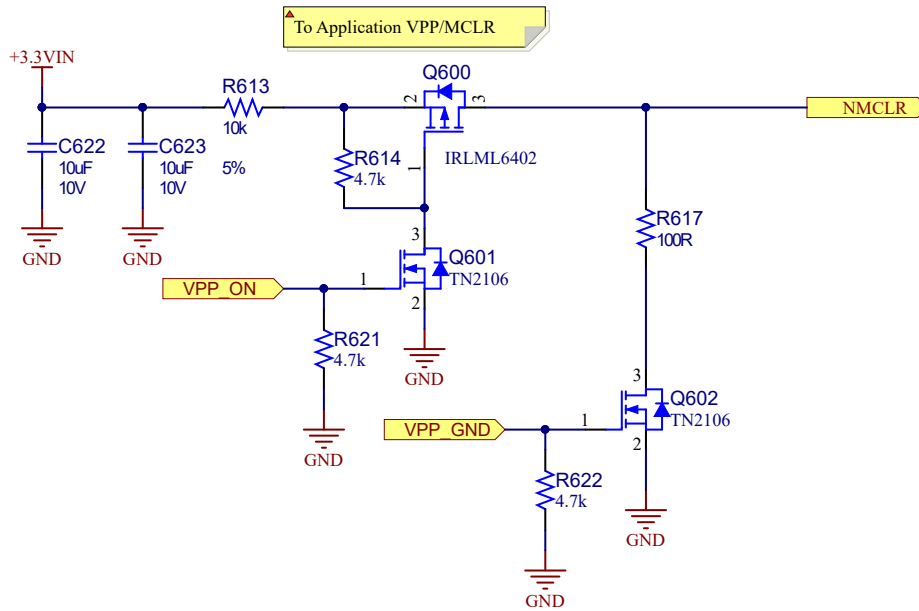 To Application VPP/MCLR
+3.3VIN
R613
10k
5%
C622
10uF
10V
GND
C623
10uF
10V
GND
R614
4.7k
Q600
2
3
1
IRLML6402
NMCLR
R617
100R
VPP_ON
1
3
2
Q601
TN2106
GND
R621
4.7k
GND
VPP_GND
1
3
2
Q602
TN2106
GND
R622
4.7k
GND